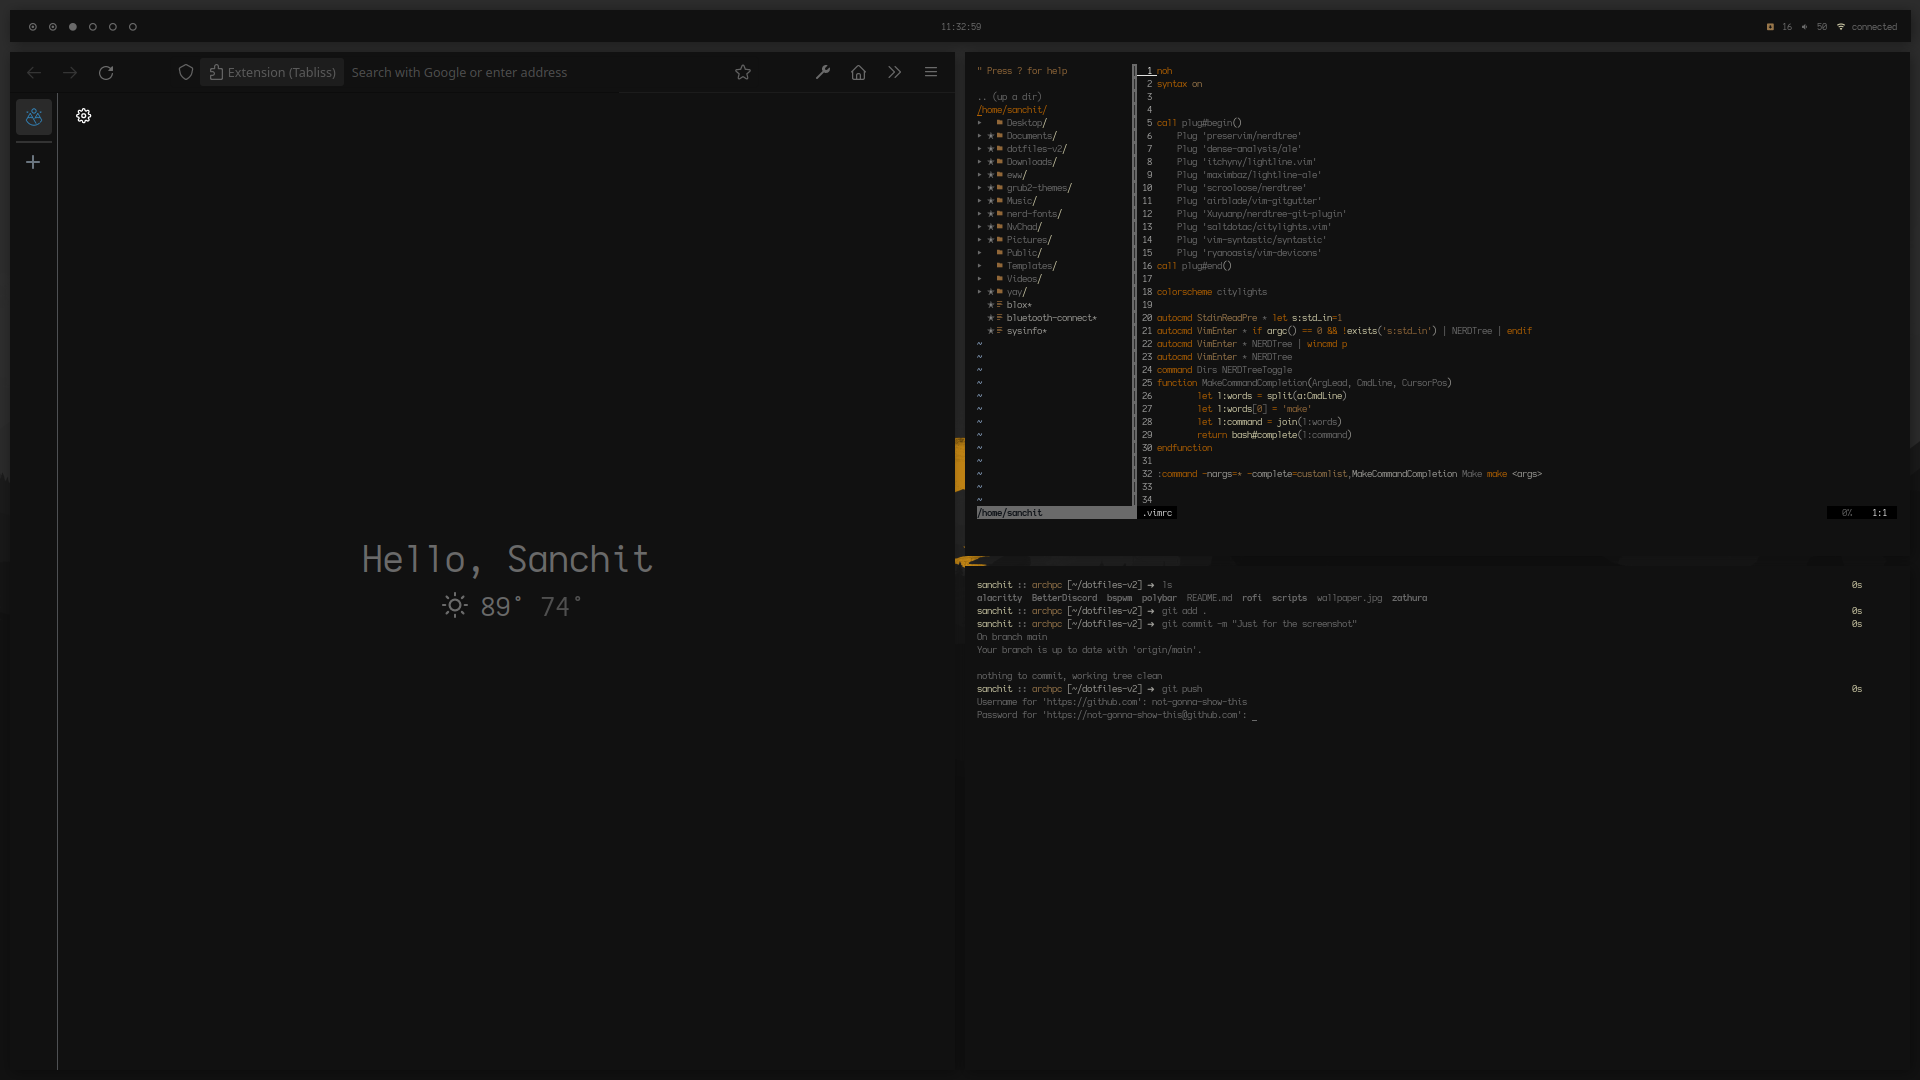 11:32:59
16 50 connected
Extension (Tabliss) Search with Google or enter address
Hello, Sanchit
89° 74°
" Press ? for help
.. (up a dir)
/home/sanchit/
Desktop/
Documents/
dotfiles-v2/
Downloads/
eww/
grub2-themes/
Music/
nerd-fonts/
NvChad/
Pictures/
Public/
Templates/
Videos/
yay/
blox*
bluetooth-connect*
sysinfo*
~
~
~
~
~
~
~
~
~
~
~
~
~
/home/sanchit
1 noh
2 syntax on
3
4
5 call plug#begin()
6 Plug 'preservim/nerdtree'
7 Plug 'dense-analysis/ale'
8 Plug 'itchyny/lightline.vim'
9 Plug 'maximbaz/lightline-ale'
10 Plug 'scrooloose/nerdtree'
11 Plug 'airblade/vim-gitgutter'
12 Plug 'Xuyuanp/nerdtree-git-plugin'
13 Plug 'saltdotac/citylights.vim'
14 Plug 'vim-syntastic/syntastic'
15 Plug 'ryanoasis/vim-devicons'
16 call plug#end()
17
18 colorscheme citylights
19
20 autocmd StdinReadPre * let s:std_in=1
21 autocmd VimEnter * if argc() == 0 && !exists('s:std_in') | NERDTree | endif
22 autocmd VimEnter * NERDTree | wincmd p
23 autocmd VimEnter * NERDTree
24 command Dirs NERDTreeToggle
25 function MakeCommandCompletion(ArgLead, CmdLine, CursorPos)
26 let l:words = split(a:CmdLine)
27 let l:words[0] = 'make'
28 let l:command = join(l:words)
29 return bash#complete(l:command)
30 endfunction
31
32 :command -nargs=* -complete=customlist,MakeCommandCompletion Make make <args>
33
34
.vimrc 0% 1:1
sanchit :: archpc [~/dotfiles-v2] ➜ ls 0s
alacritty BetterDiscord bspwm polybar README.md rofi scripts wallpaper.jpg zathura
sanchit :: archpc [~/dotfiles-v2] ➜ git add . 0s
sanchit :: archpc [~/dotfiles-v2] ➜ git commit -m "Just for the screenshot" 0s
On branch main
Your branch is up to date with 'origin/main'.
nothing to commit, working tree clean
sanchit :: archpc [~/dotfiles-v2] ➜ git push 0s
Username for 'https://github.com': not-gonna-show-this
Password for 'https://not-gonna-show-this@github.com': _